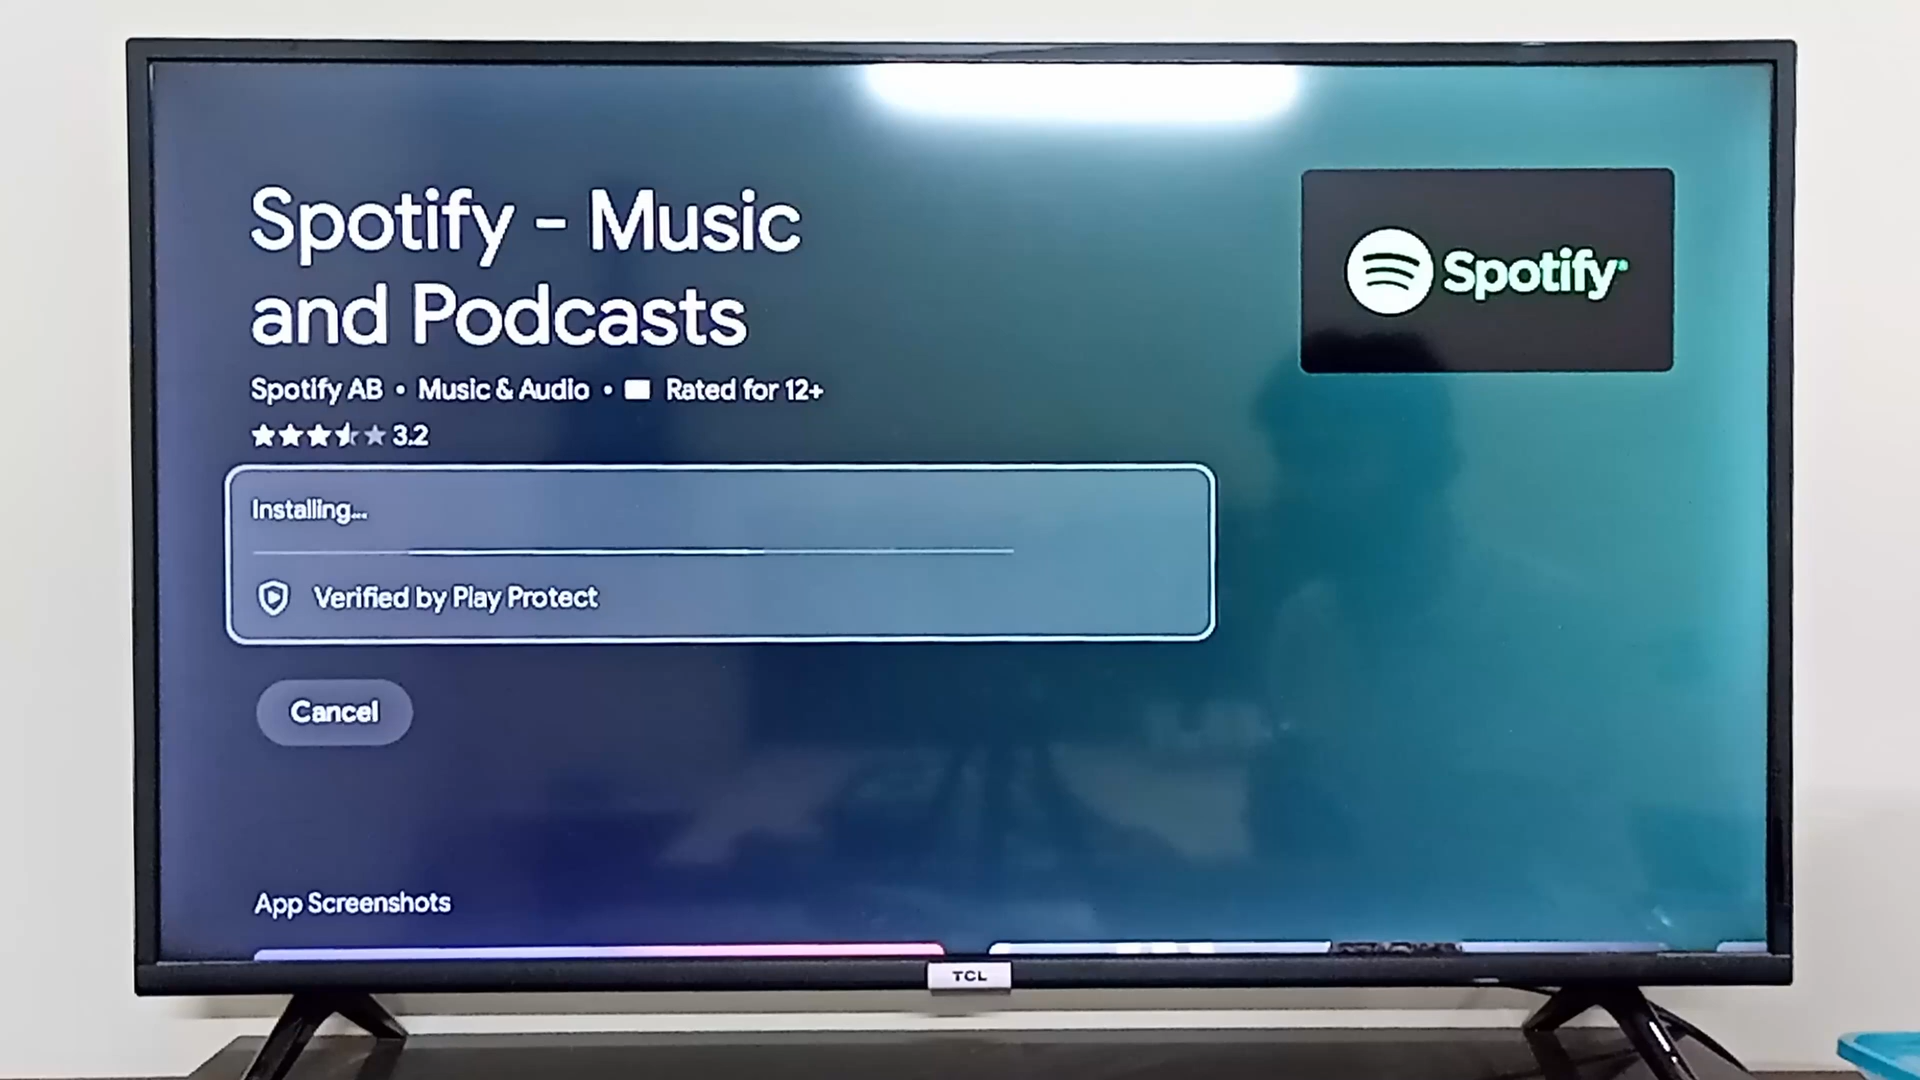 Spotify - Music
and Podcasts
Spotify
Spotify AB • Music & Audio • Rated for 12+
3.2
Installing...
Verified by Play Protect
Cancel
App Screenshots
TCL